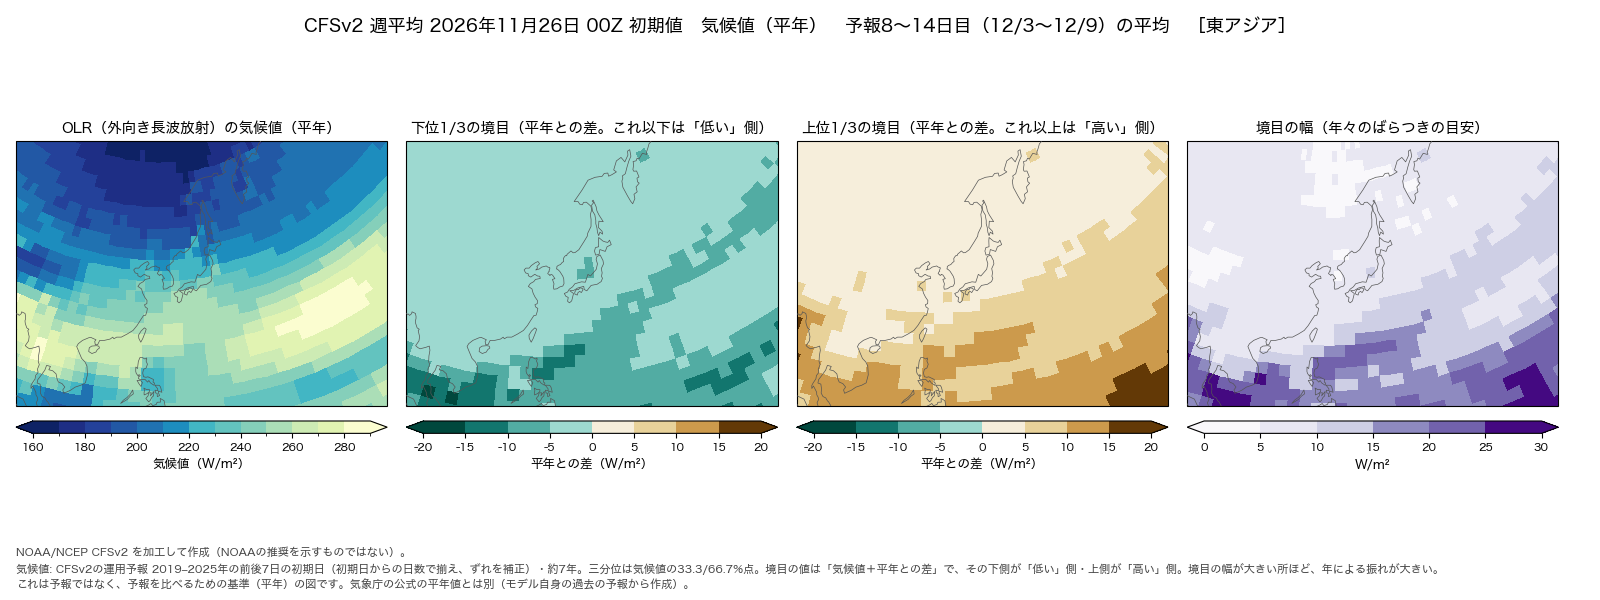 CFSv2 週平均 2026年11月26日 00Z 初期値　気候値（平年）　予報8～14日目（12/3～12/9）の平均　［東アジア］
OLR（外向き長波放射）の気候値（平年）
下位1/3の境目（平年との差。これ以下は「低い」側）
上位1/3の境目（平年との差。これ以上は「高い」側）
境目の幅（年々のばらつきの目安）
160 180 200 220 240 260 280
気候値（W/m²）
-20 -15 -10 -5 0 5 10 15 20
平年との差（W/m²）
-20 -15 -10 -5 0 5 10 15 20
平年との差（W/m²）
0 5 10 15 20 25 30
W/m²
NOAA/NCEP CFSv2 を加工して作成（NOAAの推奨を示すものではない）。
気候値: CFSv2の運用予報 2019–2025年の前後7日の初期日（初期日からの日数で揃え、ずれを補正）・約7年。三分位は気候値の33.3/66.7%点。境目の値は「気候値＋平年との差」で、その下側が「低い」側・上側が「高い」側。境目の幅が大きい所ほど、年による振れが大きい。
これは予報ではなく、予報を比べるための基準（平年）の図です。気象庁の公式の平年値とは別（モデル自身の過去の予報から作成）。